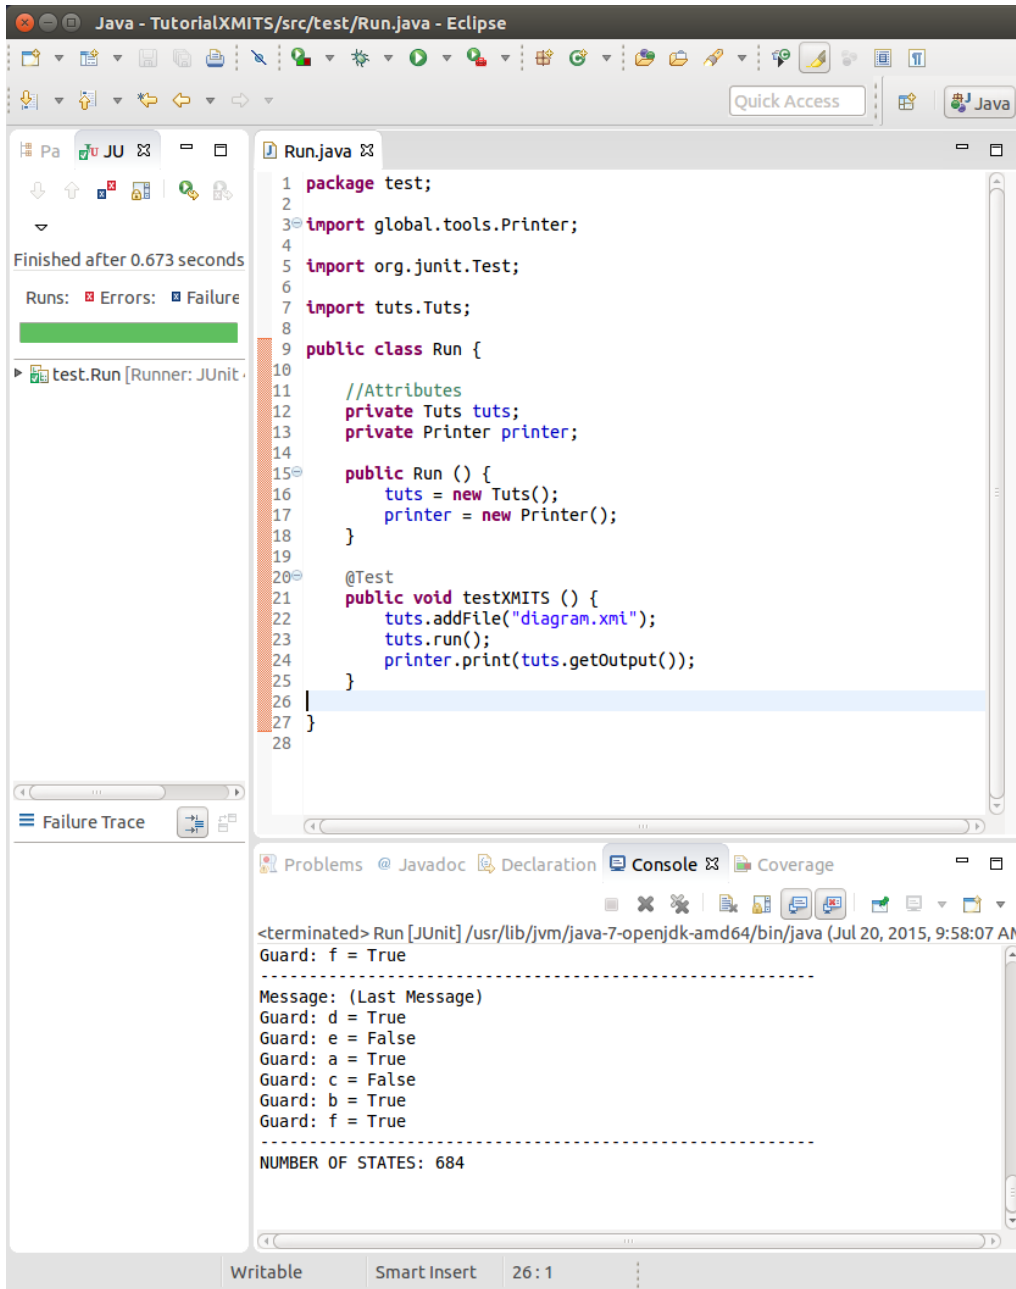 Java - TutorialXMITS/src/test/Run.java - Eclipse
Quick Access
Java
Pa
JU
Run.java
Finished after 0.673 seconds
Runs: Errors: Failure
test.Run [Runner: JUnit
Failure Trace
1 package test;
2
3 import global.tools.Printer;
4
5 import org.junit.Test;
6
7 import tuts.Tuts;
8
9 public class Run {
10
11 //Attributes
12 private Tuts tuts;
13 private Printer printer;
14
15 public Run () {
16 tuts = new Tuts();
17 printer = new Printer();
18 }
19
20 @Test
21 public void testXMITS () {
22 tuts.addFile("diagram.xmi");
23 tuts.run();
24 printer.print(tuts.getOutput());
25 }
26
27 }
28
Problems @ Javadoc Declaration Console Coverage
<terminated> Run [JUnit] /usr/lib/jvm/java-7-openjdk-amd64/bin/java (Jul 20, 2015, 9:58:07 AM
Guard: f = True
---------------------------------------------------------
Message: (Last Message)
Guard: d = True
Guard: e = False
Guard: a = True
Guard: c = False
Guard: b = True
Guard: f = True
---------------------------------------------------------
NUMBER OF STATES: 684
Writable Smart Insert 26 : 1